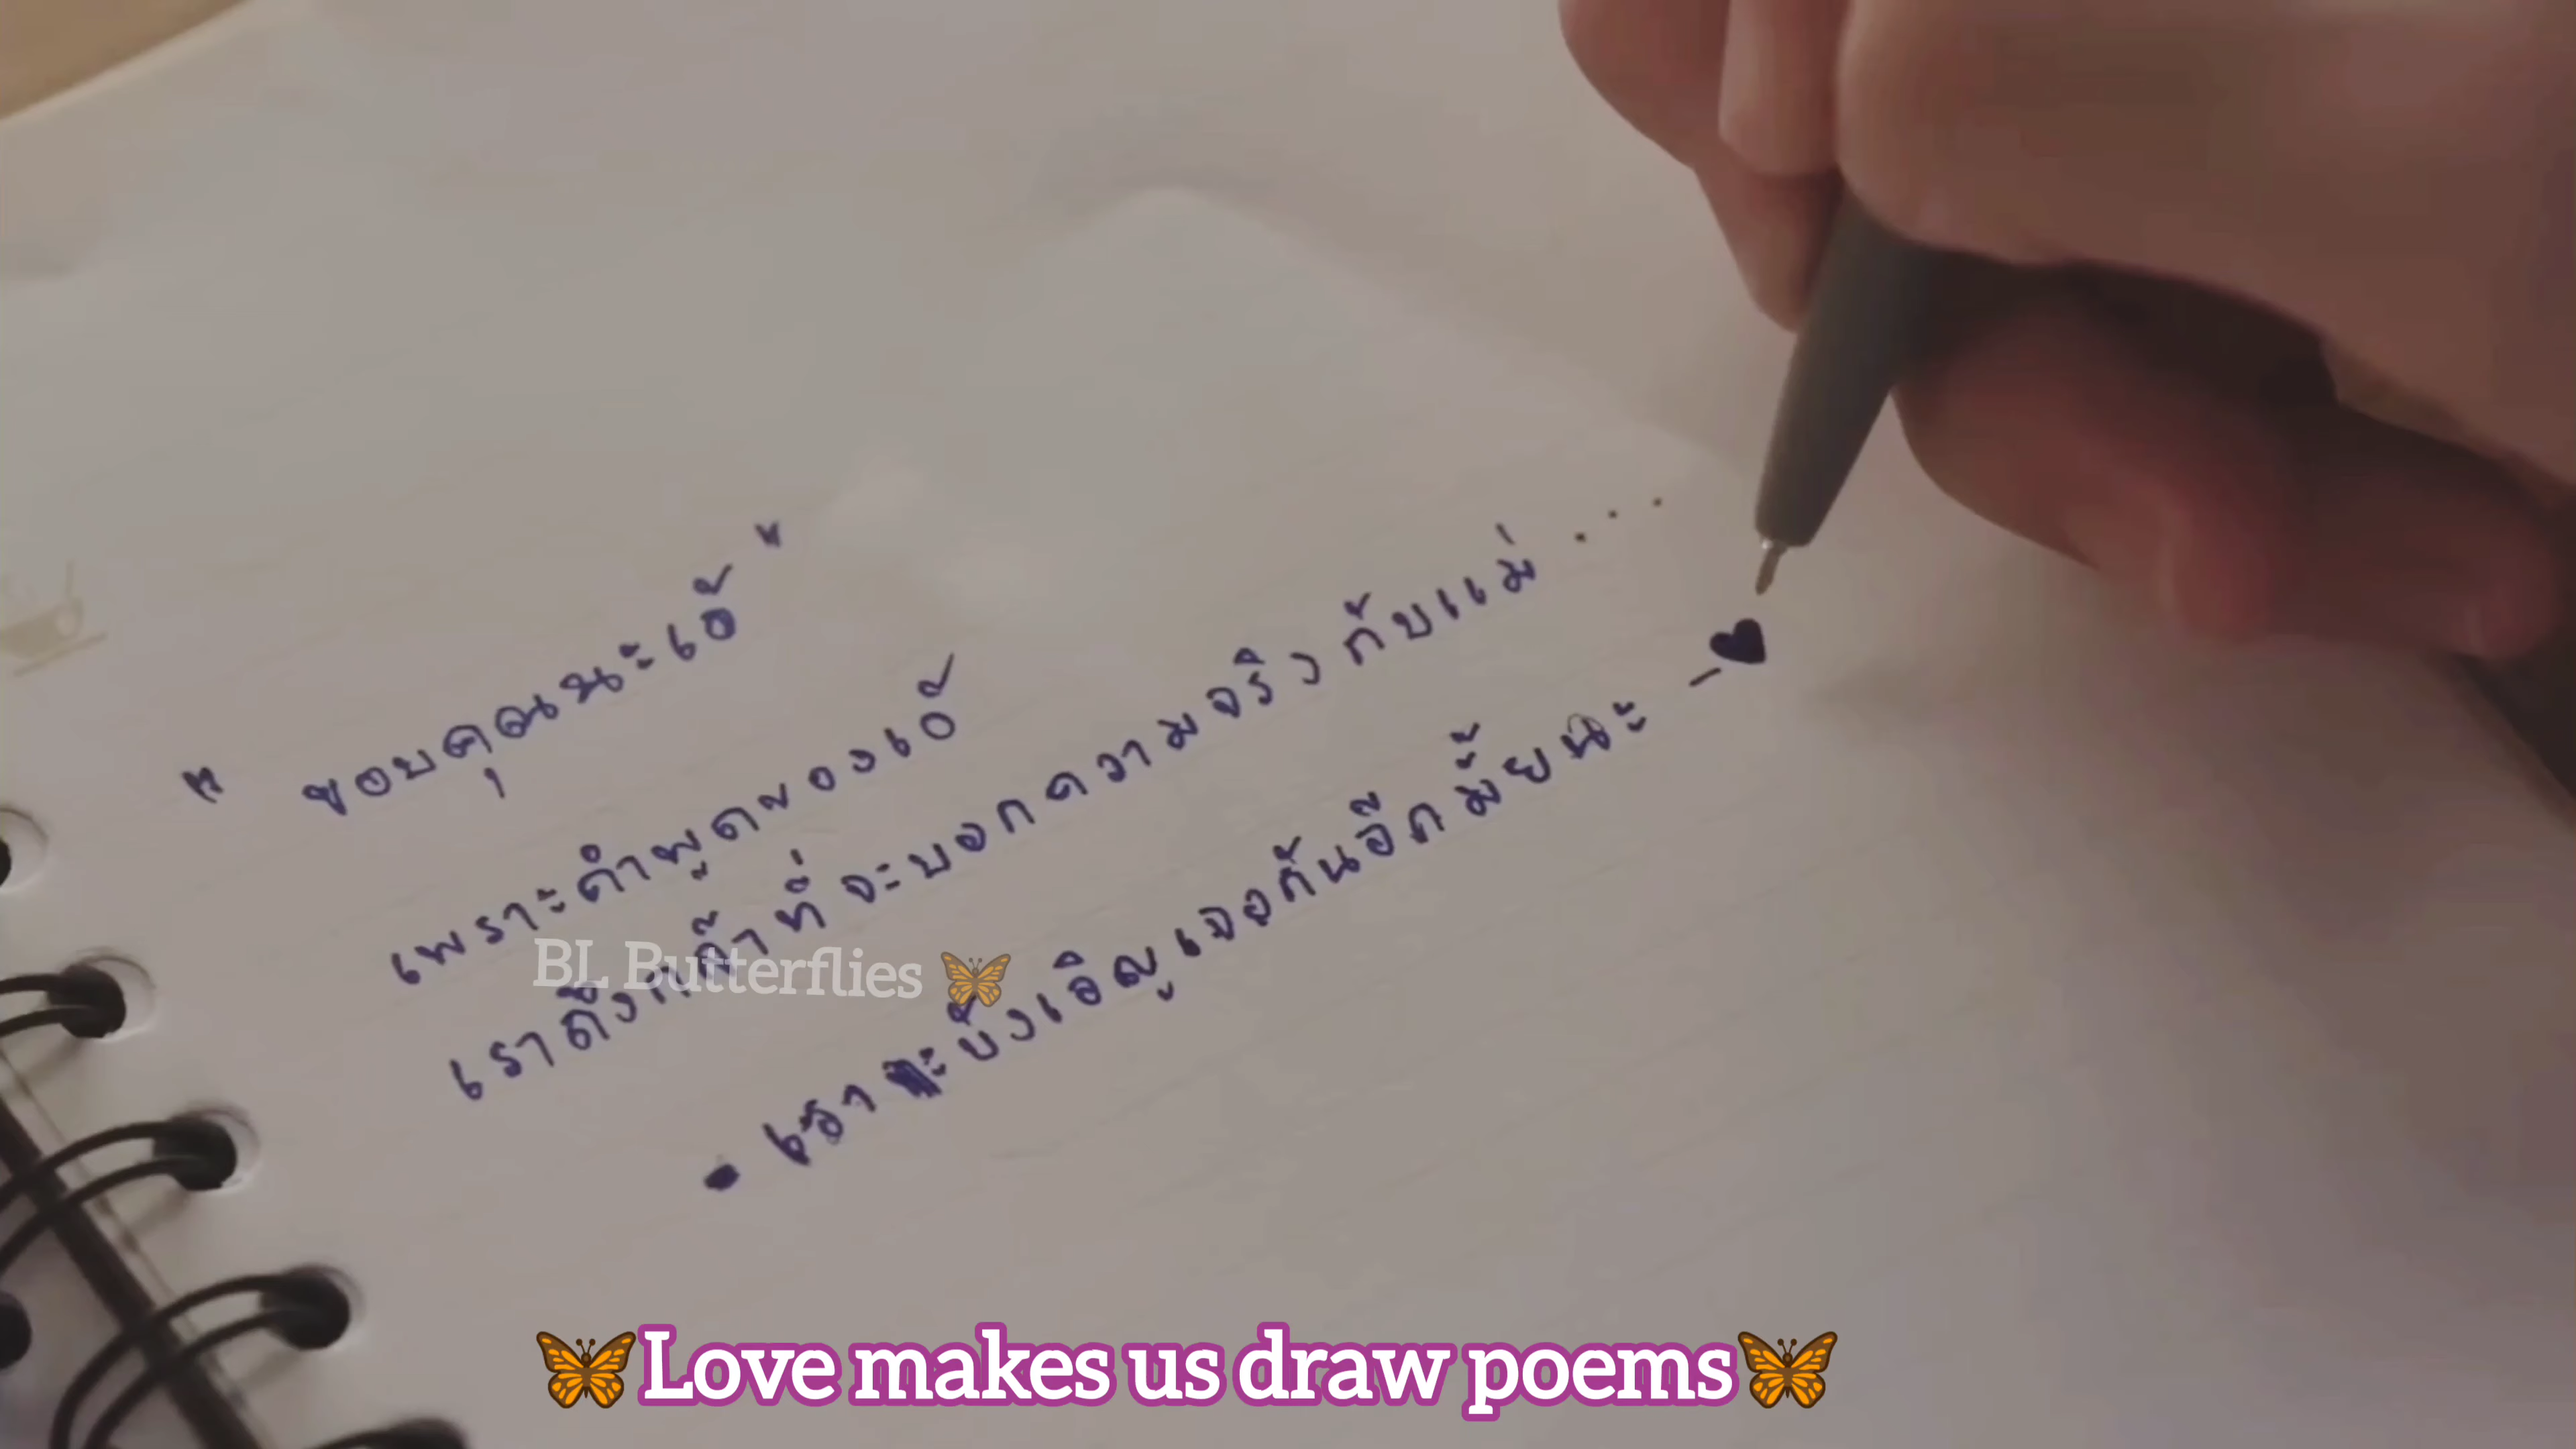 " ขอบคุณนะเอ้ "
เพราะคำพูดของเอ้
เราถึงกล้าที่จะบอกความจริงกับแม่ ...
- เราจะบังเอิญเจอกันอีกมั้ยนะ -♥
BL Butterflies 🦋
🦋Love makes us draw poems🦋